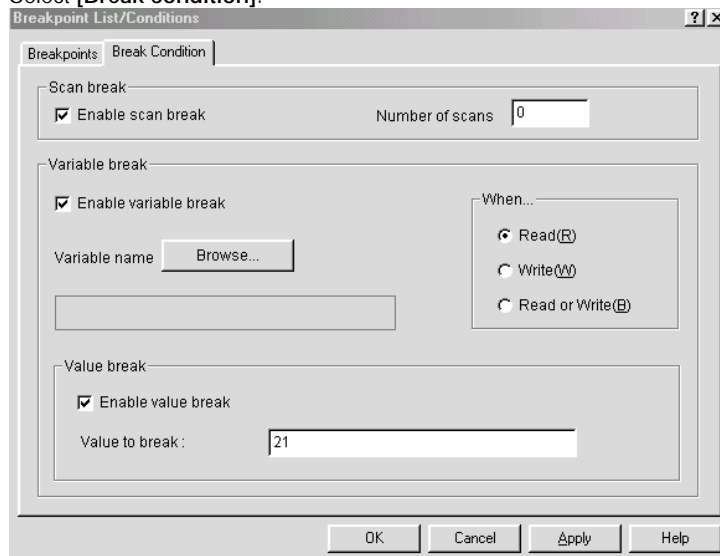 Select [Break condition].
Breakpoint List/Conditions ? X
Breakpoints Break Condition
Scan break
Enable scan break Number of scans 0
Variable break
Enable variable break When...
Read(R)
Variable name Browse...
Write(W)
Read or Write(B)
Value break
Enable value break
Value to break : 21
OK Cancel Apply Help